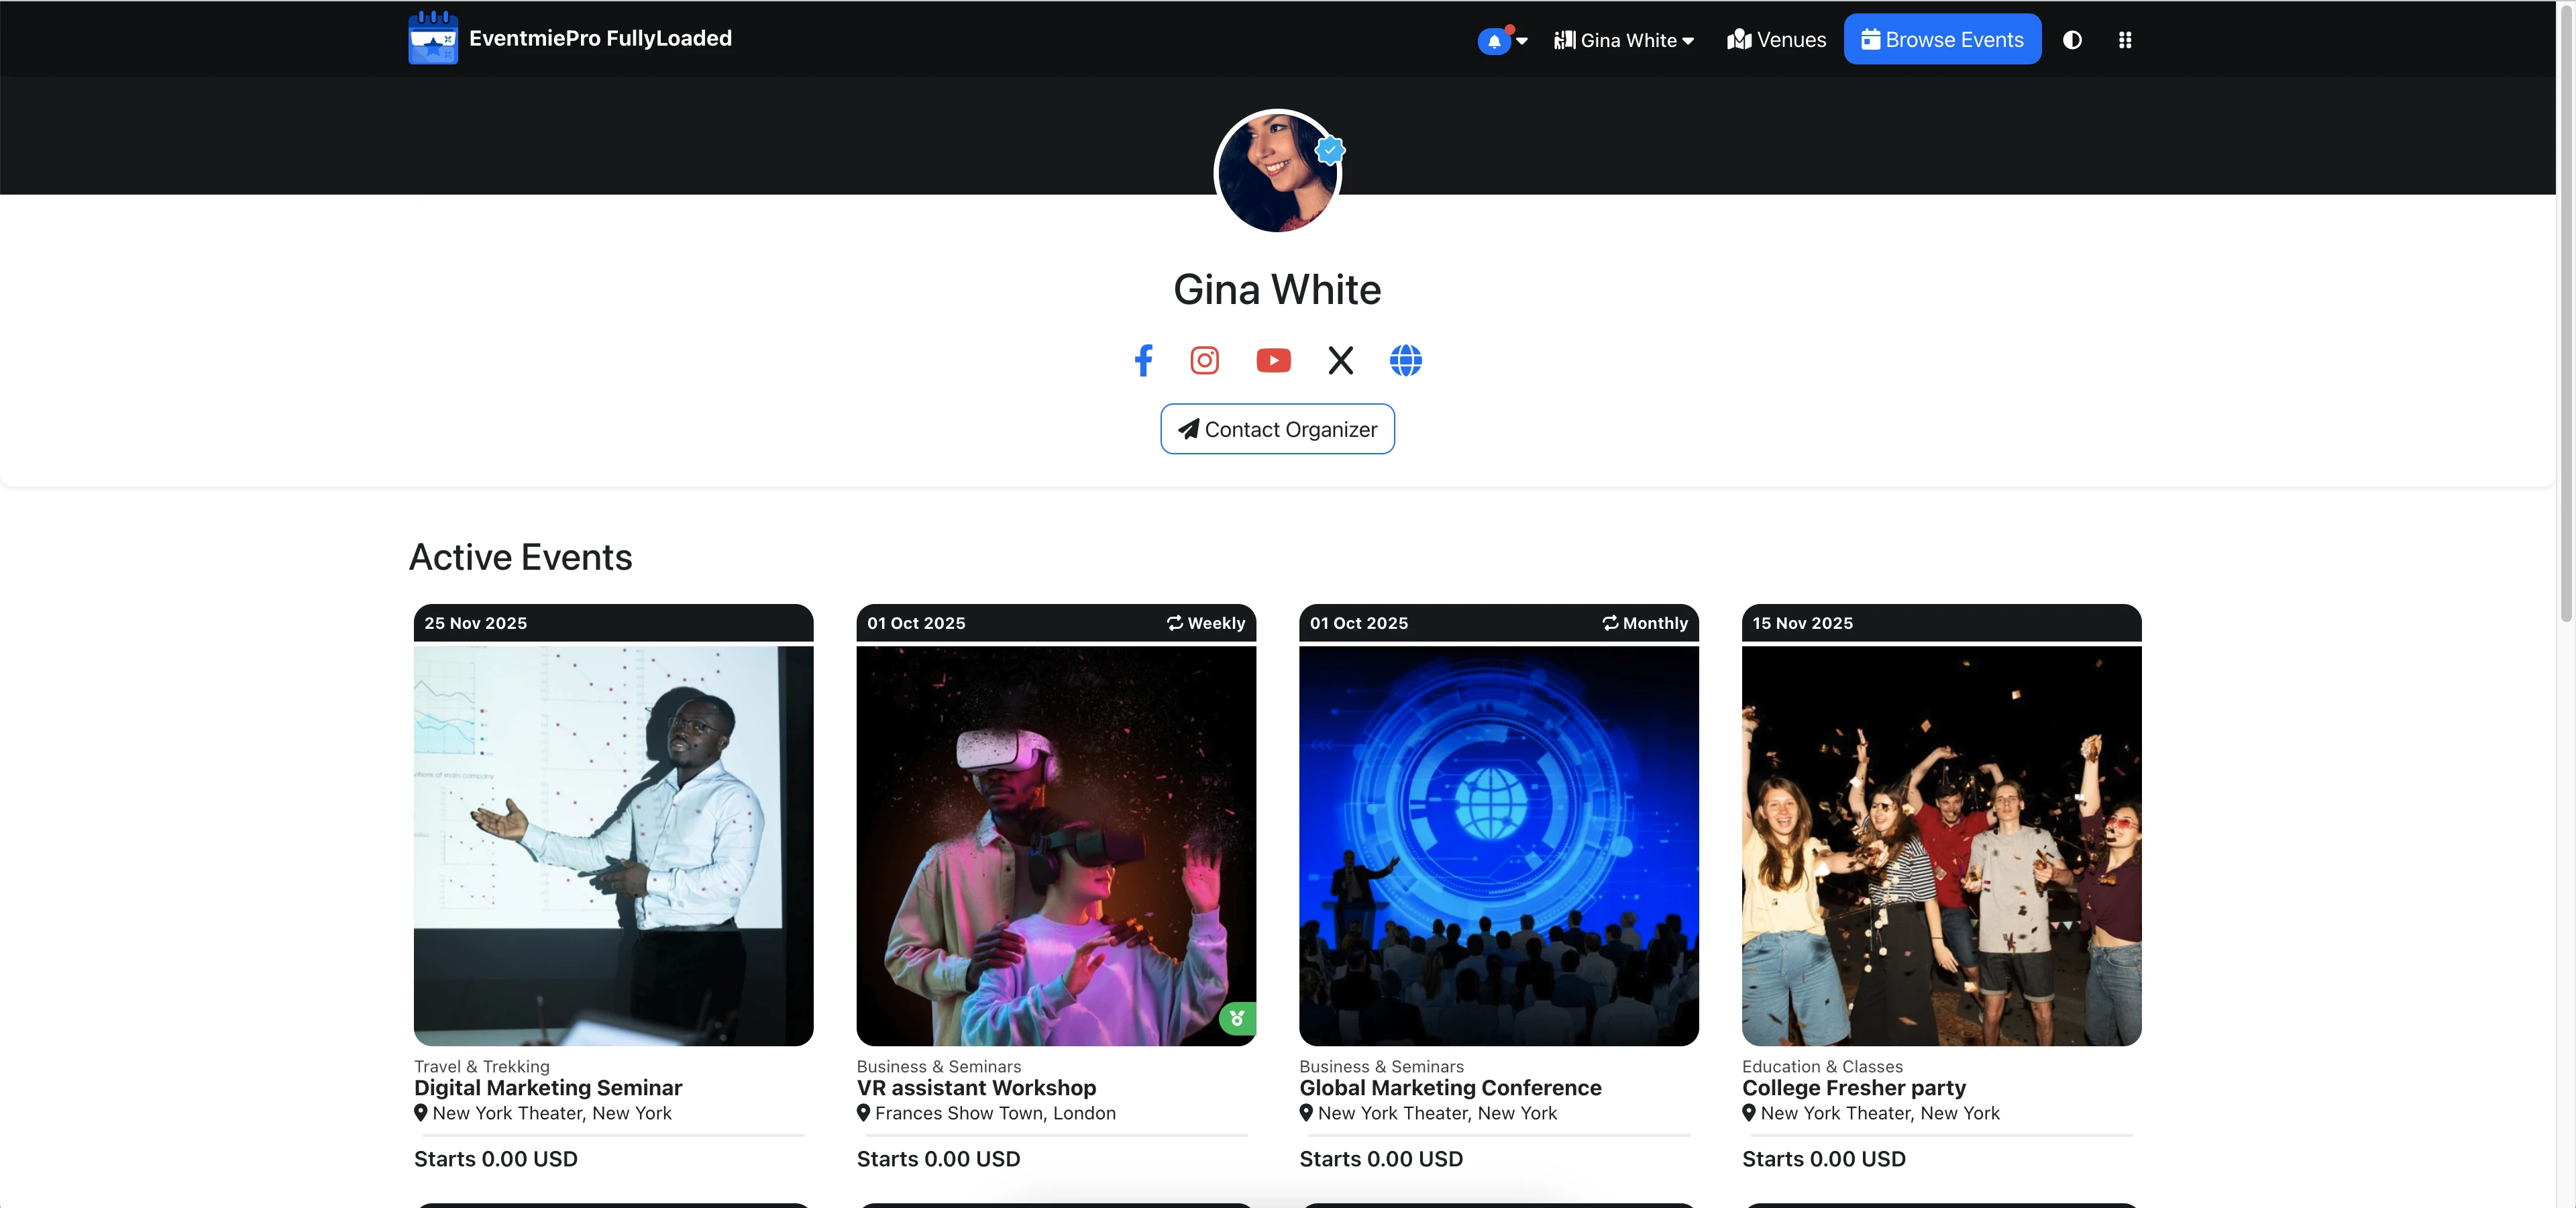 EventmiePro FullyLoaded
Gina White
Venues
Browse Events
Gina White
Contact Organizer
Active Events
25 Nov 2025
01 Oct 2025
Weekly
01 Oct 2025
Monthly
15 Nov 2025
of main company
Travel & Trekking
Digital Marketing Seminar
New York Theater, New York
Starts 0.00 USD
Business & Seminars
VR assistant Workshop
Frances Show Town, London
Starts 0.00 USD
Business & Seminars
Global Marketing Conference
New York Theater, New York
Starts 0.00 USD
Education & Classes
College Fresher party
New York Theater, New York
Starts 0.00 USD